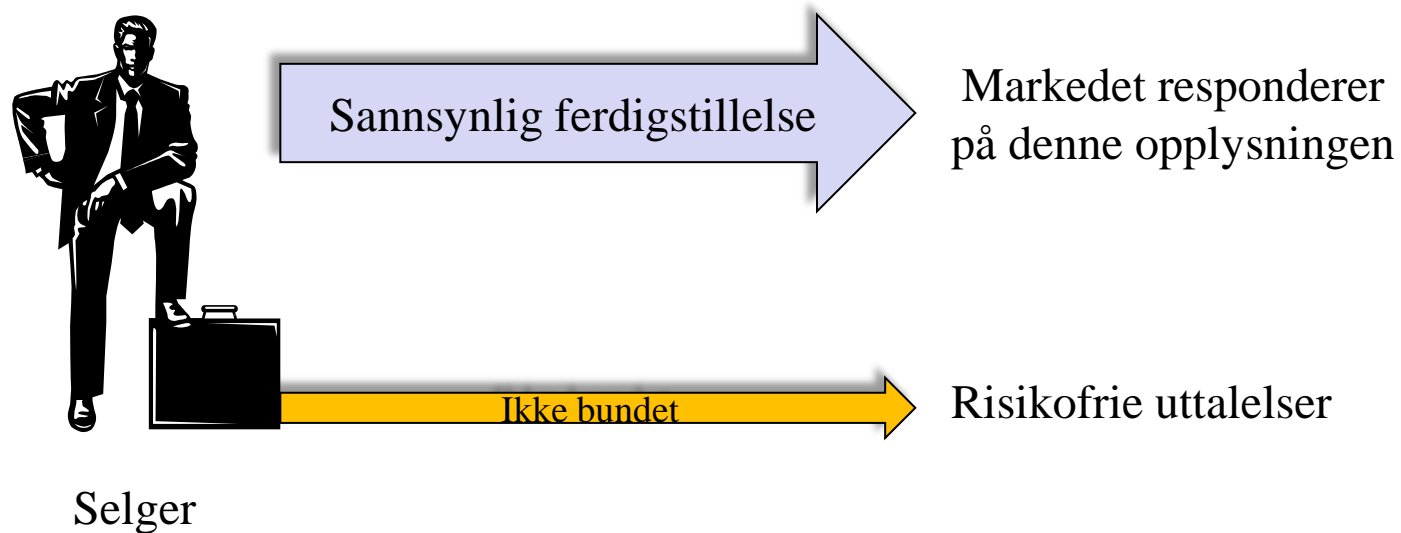 Sannsynlig ferdigstillelse
Markedet responderer
på denne opplysningen
Ikke bundet
Risikofrie uttalelser
Selger